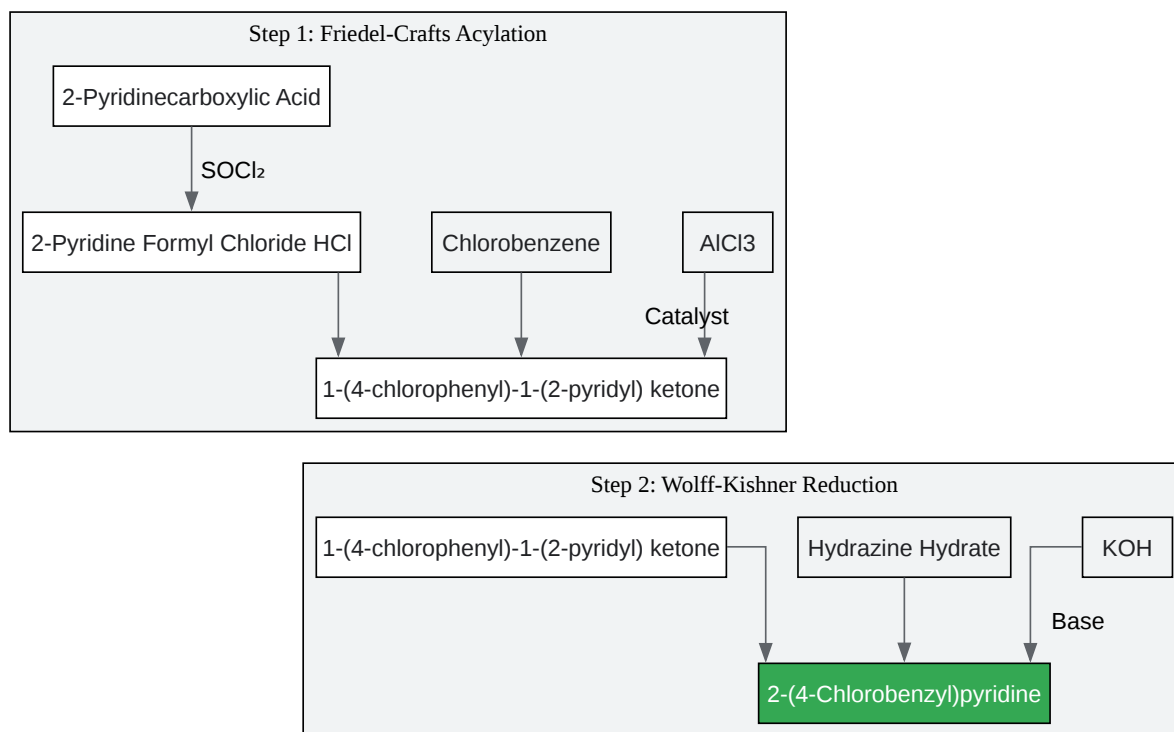 Step 1: Friedel-Crafts Acylation
2-Pyridinecarboxylic Acid
SOCl₂
2-Pyridine Formyl Chloride HCl
Chlorobenzene
AlCl3
Catalyst
1-(4-chlorophenyl)-1-(2-pyridyl) ketone
Step 2: Wolff-Kishner Reduction
1-(4-chlorophenyl)-1-(2-pyridyl) ketone
Hydrazine Hydrate
KOH
Base
2-(4-Chlorobenzyl)pyridine